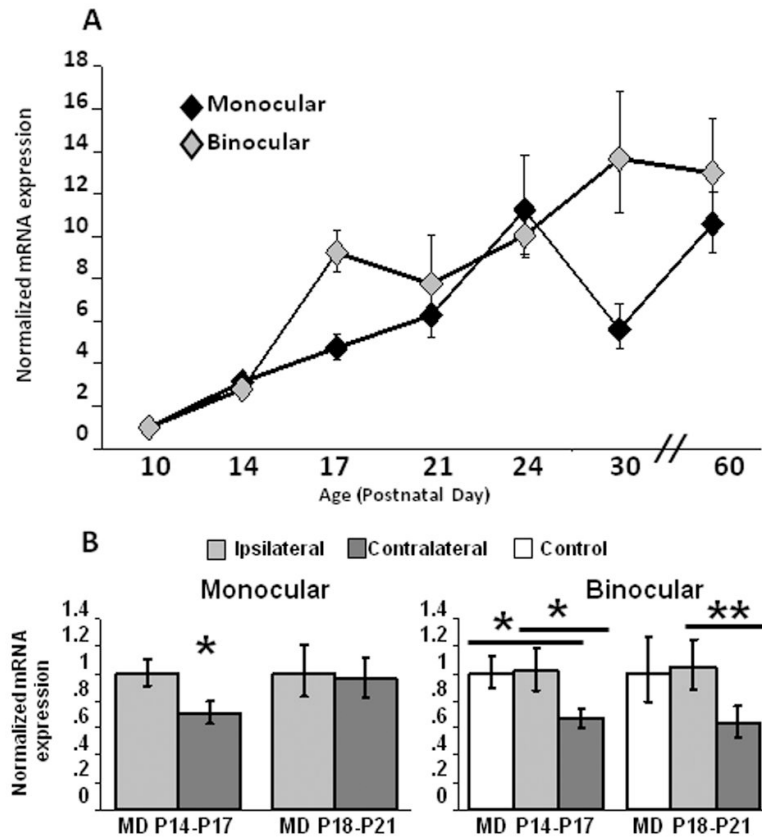 A
Normalized mRNA expression
18
16
14
12
10
8
6
4
2
0
Monocular
Binocular
10 14 17 21 24 30 // 60
Age (Postnatal Day)
B
Ipsilateral Contralateral Control
Monocular
Binocular
Normalized mRNA
expression
1.4
1.2
1
.8
.6
.4
.2
0
*
MD P14-P17 MD P18-P21
1.4
1.2
1
.8
.6
.4
.2
0
* * **
MD P14-P17 MD P18-P21